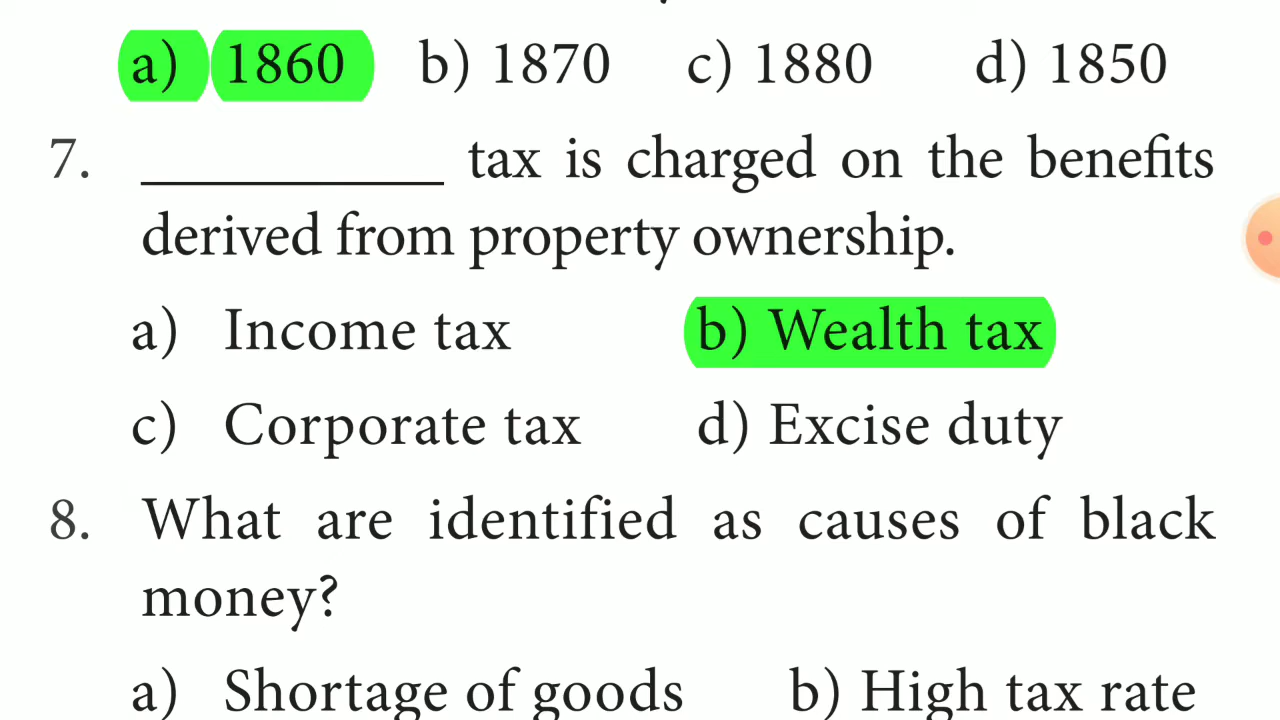 a) 1860 b) 1870 c) 1880 d) 1850
7. __________ tax is charged on the benefits
derived from property ownership.
a) Income tax b) Wealth tax
c) Corporate tax d) Excise duty
8. What are identified as causes of black
money?
a) Shortage of goods b) High tax rate